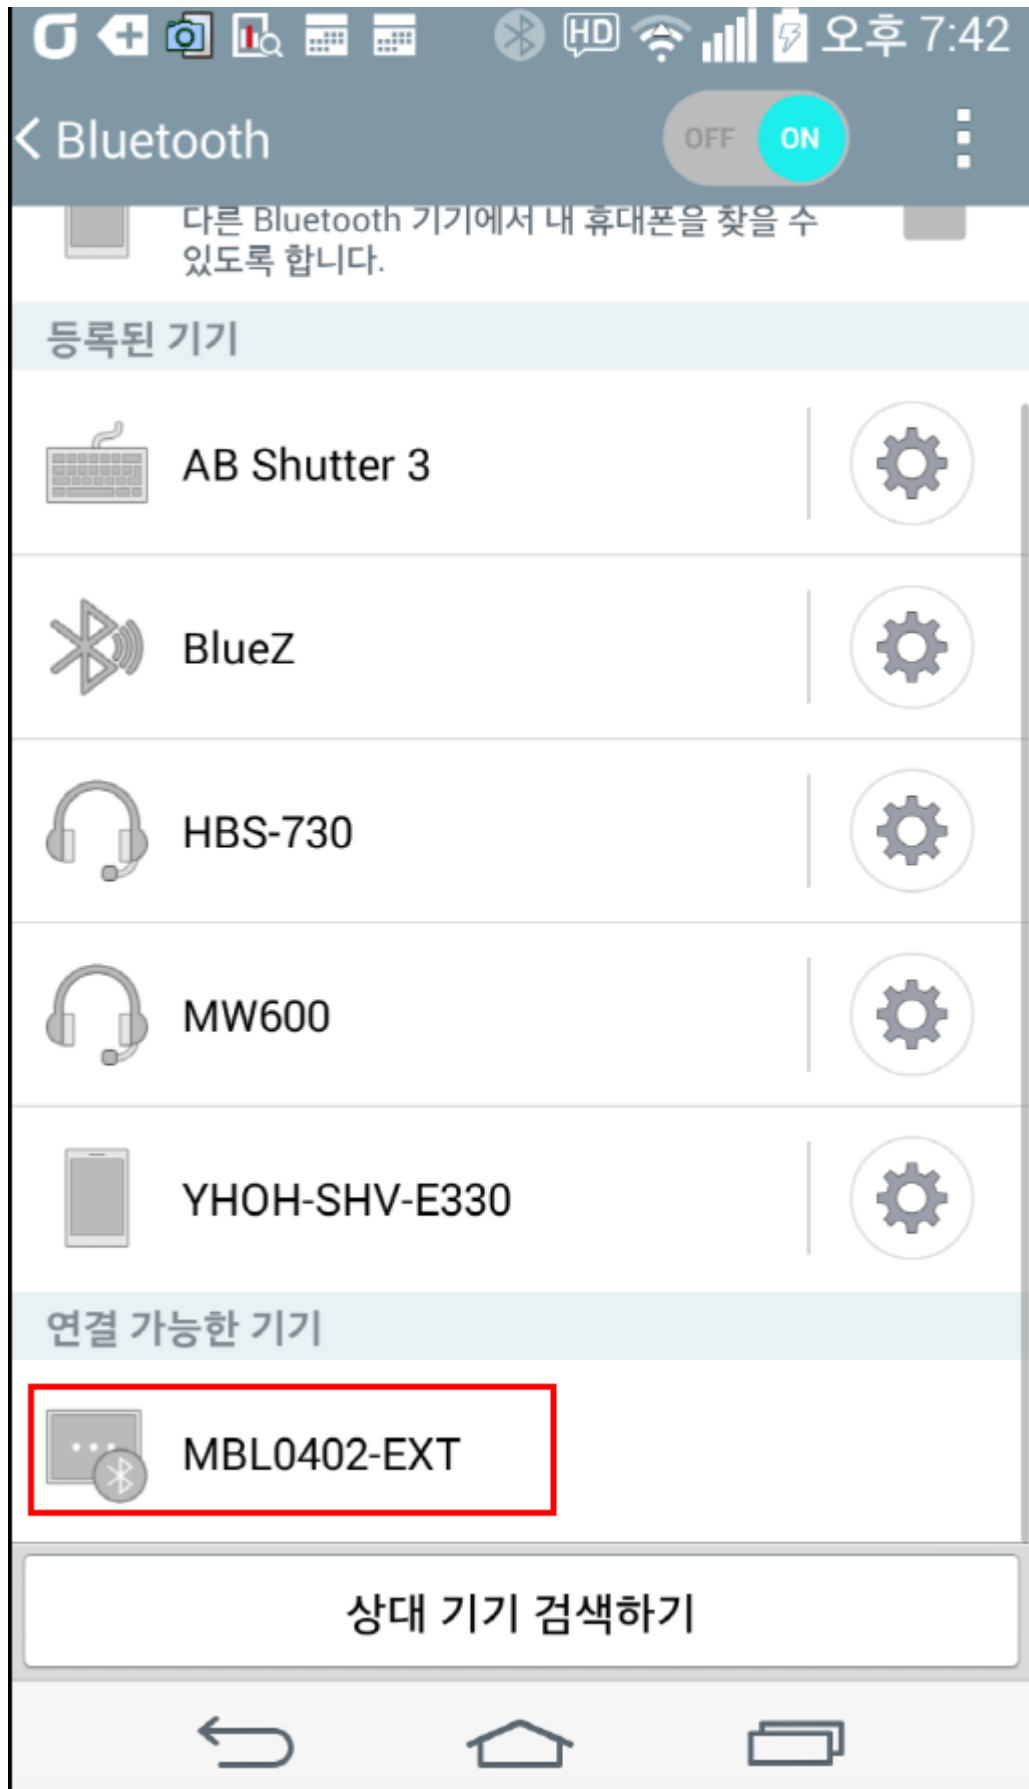 HD 오후 7:42
Bluetooth OFF ON
다른 Bluetooth 기기에서 내 휴대폰을 찾을 수
있도록 합니다.
등록된 기기
AB Shutter 3
BlueZ
HBS-730
MW600
YHOH-SHV-E330
연결 가능한 기기
MBL0402-EXT
상대 기기 검색하기